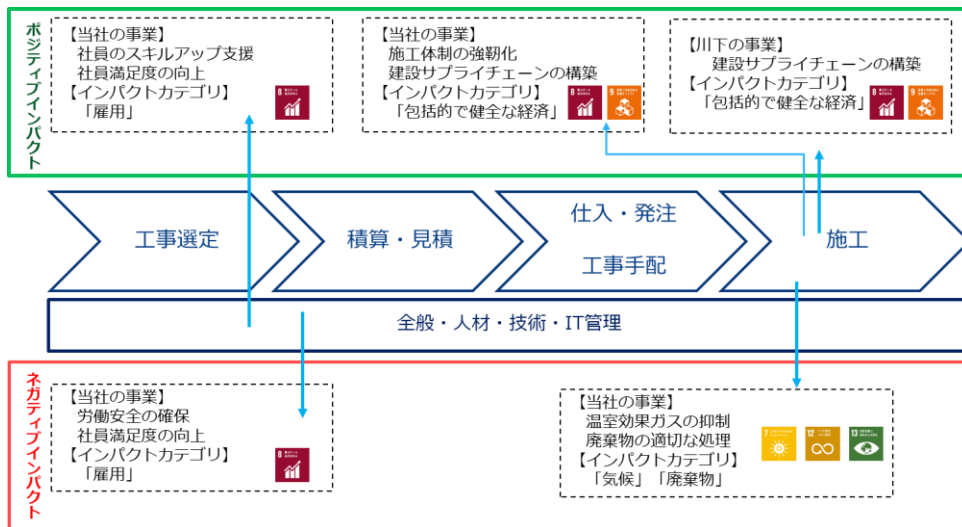 ポジティブインパクト
【当社の事業】
社員のスキルアップ支援
社員満足度の向上
【インパクトカテゴリ】
「雇用」
8
【当社の事業】
施工体制の強靭化
建設サプライチェーンの構築
【インパクトカテゴリ】
「包括的で健全な経済」
8
9
【川下の事業】
建設サプライチェーンの構築
【インパクトカテゴリ】
「包括的で健全な経済」
8
9
工事選定
積算・見積
仕入・発注
工事手配
施工
全般・人材・技術・IT管理
ネガティブインパクト
【当社の事業】
労働安全の確保
社員満足度の向上
【インパクトカテゴリ】
「雇用」
8
【当社の事業】
温室効果ガスの抑制
廃棄物の適切な処理
【インパクトカテゴリ】
「気候」「廃棄物」
7
12
13